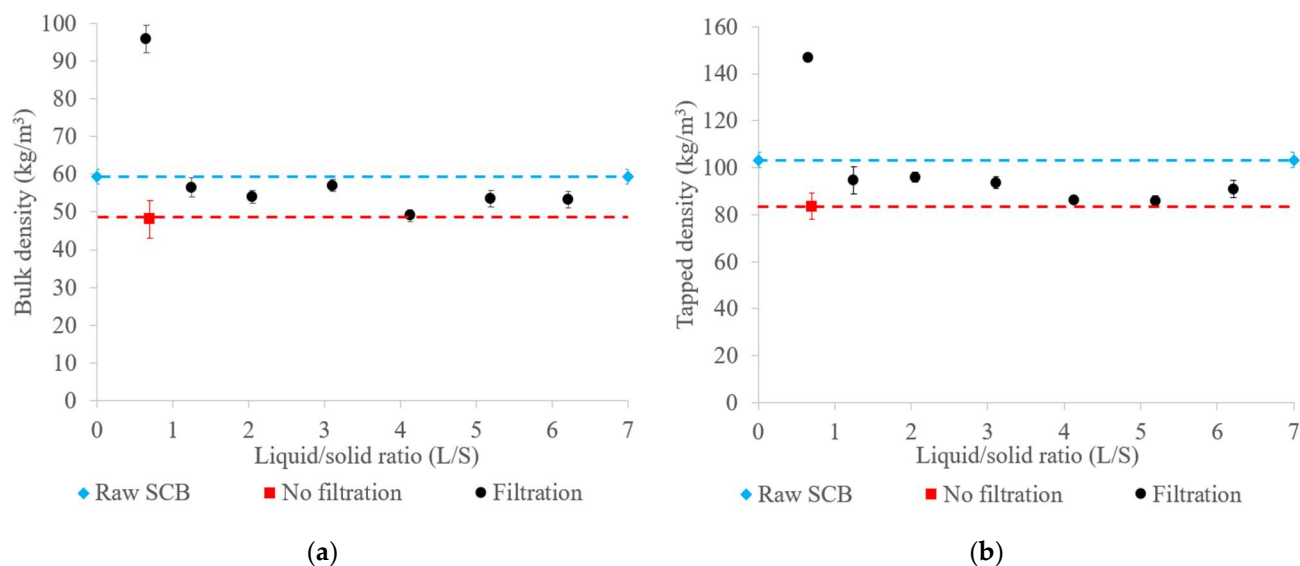 100
90
80
70
60
50
40
30
20
10
0
Bulk density (kg/m³)
0 1 2 3 4 5 6 7
Liquid/solid ratio (L/S)
Raw SCB No filtration Filtration
(a)
160
140
120
100
80
60
40
20
0
Tapped density (kg/m³)
0 1 2 3 4 5 6 7
Liquid/solid ratio (L/S)
Raw SCB No filtration Filtration
(b)